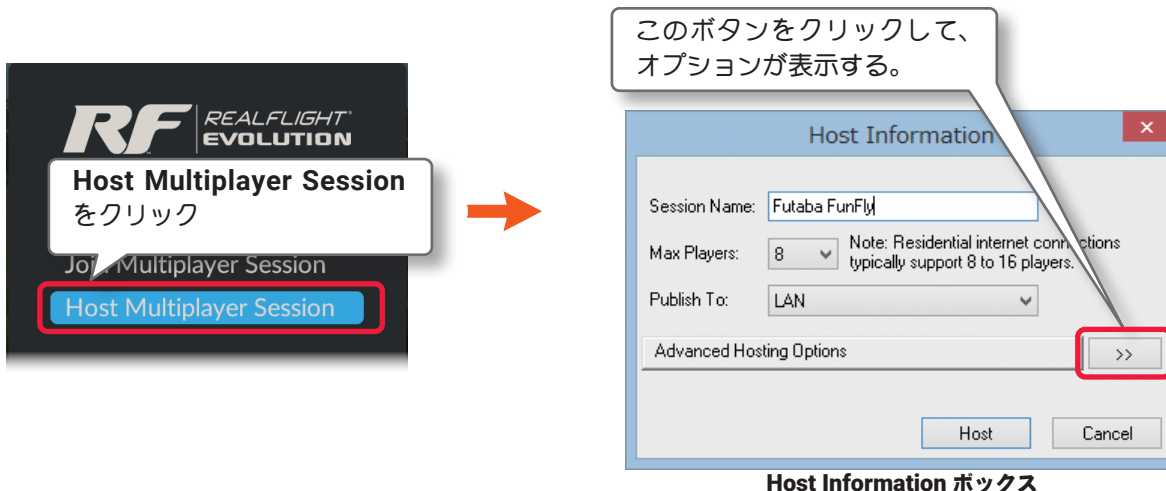 RF REALFLIGHT
EVOLUTION
Host Multiplayer Session
をクリック
Join Multiplayer Session
Host Multiplayer Session
このボタンをクリックして、
オプションが表示する。
Host Information
Session Name: Futaba FunFly
Max Players: 8 Note: Residential internet connections
typically support 8 to 16 players.
Publish To: LAN
Advanced Hosting Options >>
Host Cancel
Host Information ボックス